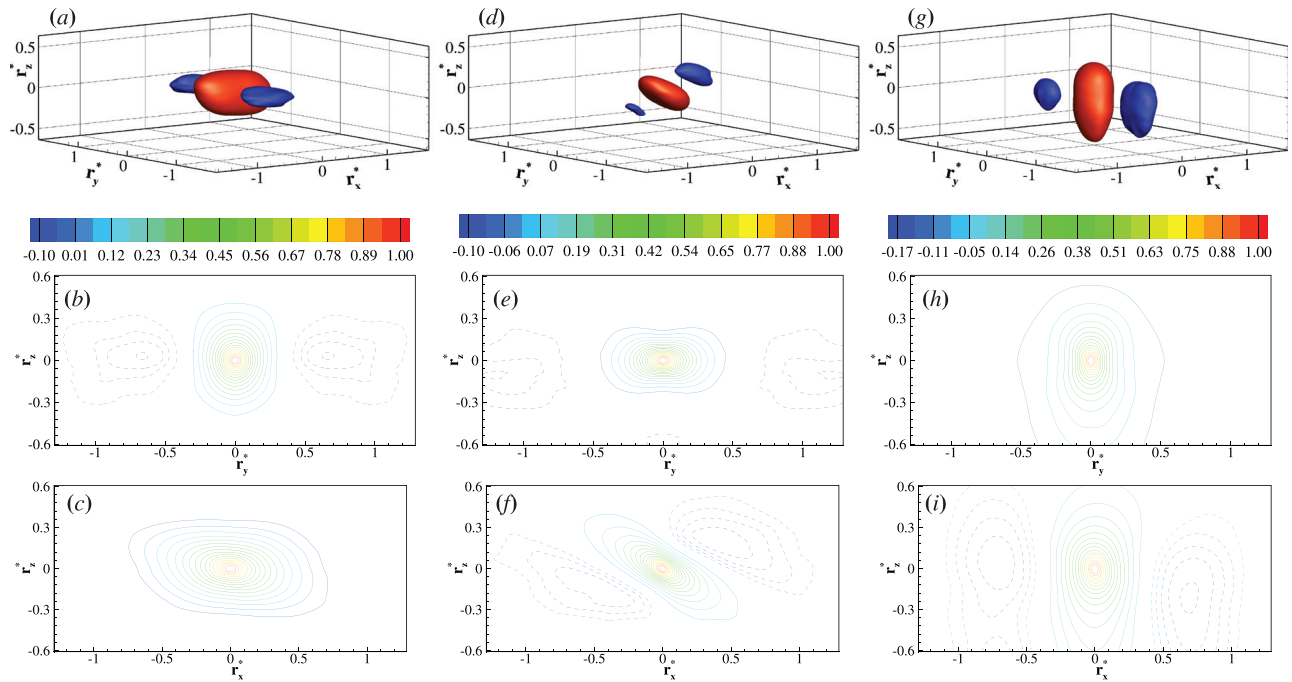 (a) (d) (g)
0.5 0.5 0.5
r*z 0 r*z 0 r*z 0
-0.5 -0.5 -0.5
1 0 -1 -1 0 1 1 0 -1 -1 0 1 1 0 -1 -1 0 1
r*y r*x r*y r*x r*y r*x
-0.10 0.01 0.12 0.23 0.34 0.45 0.56 0.67 0.78 0.89 1.00
-0.10 -0.06 0.07 0.19 0.31 0.42 0.54 0.65 0.77 0.88 1.00
-0.17 -0.11 -0.05 0.14 0.26 0.38 0.51 0.63 0.75 0.88 1.00
(b) (e) (h)
0.6 0.6 0.6
0.3 0.3 0.3
r*z 0 r*z 0 r*z 0
-0.3 -0.3 -0.3
-0.6 -0.6 -0.6
-1 -0.5 0 0.5 1 -1 -0.5 0 0.5 1 -1 -0.5 0 0.5 1
r*y r*y r*y
(c) (f) (i)
0.6 0.6 0.6
0.3 0.3 0.3
r*z 0 r*z 0 r*z 0
-0.3 -0.3 -0.3
-0.6 -0.6 -0.6
-1 -0.5 0 0.5 1 -1 -0.5 0 0.5 1 -1 -0.5 0 0.5 1
r*x r*x r*x